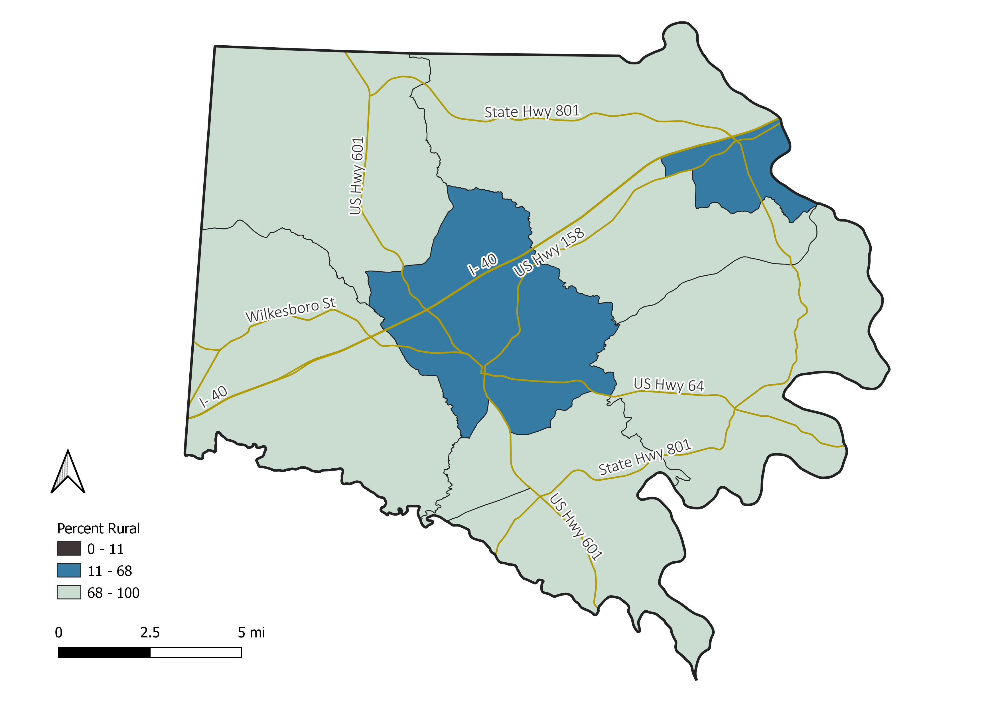 State Hwy 801
US Hwy 601
US Hwy 158
I- 40
Wilkesboro St
US Hwy 64
I- 40
State Hwy 801
US Hwy 601
Percent Rural
0 - 11
11 - 68
68 - 100
0 2.5 5 mi